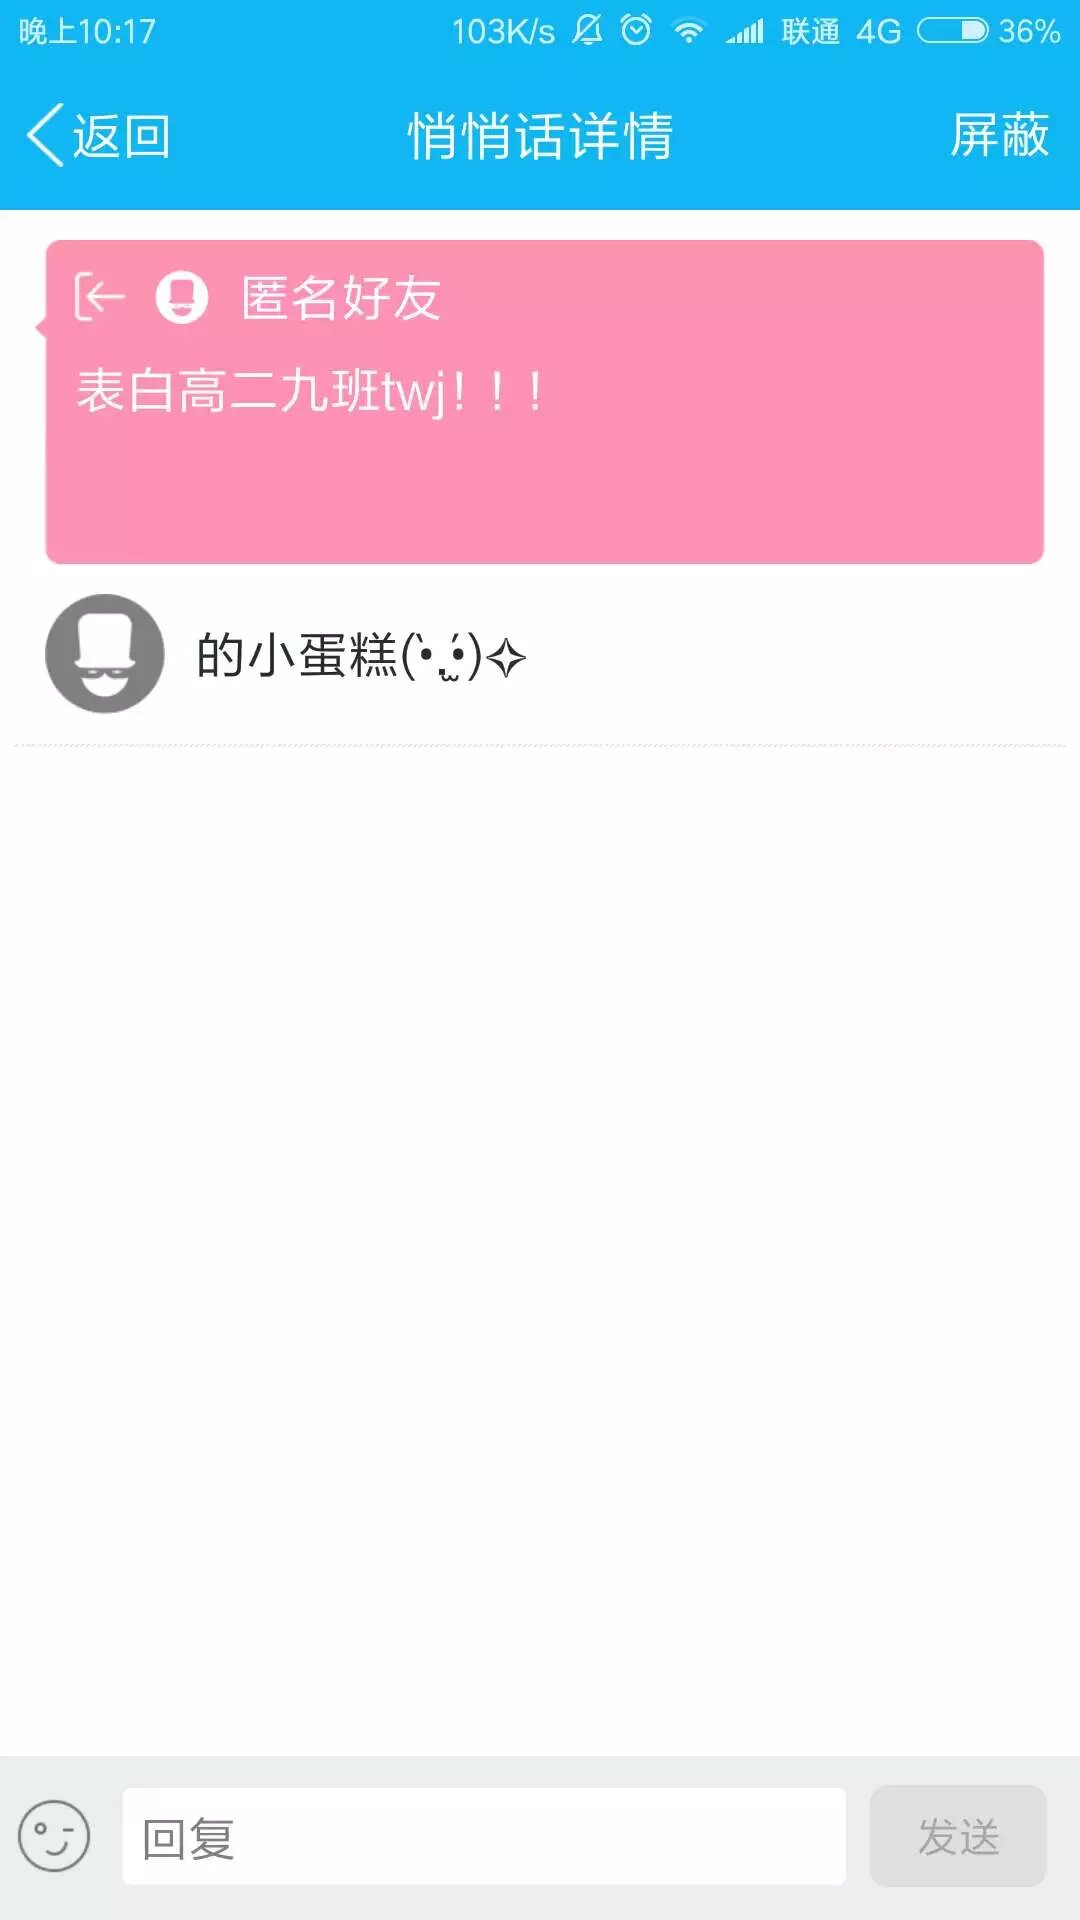 晚上10:17 103K/s 联通 4G 36%
返回 悄悄话详情 屏蔽
匿名好友
表白高二九班twj！！！
的小蛋糕(•̀.̫•́)✧
回复 发送